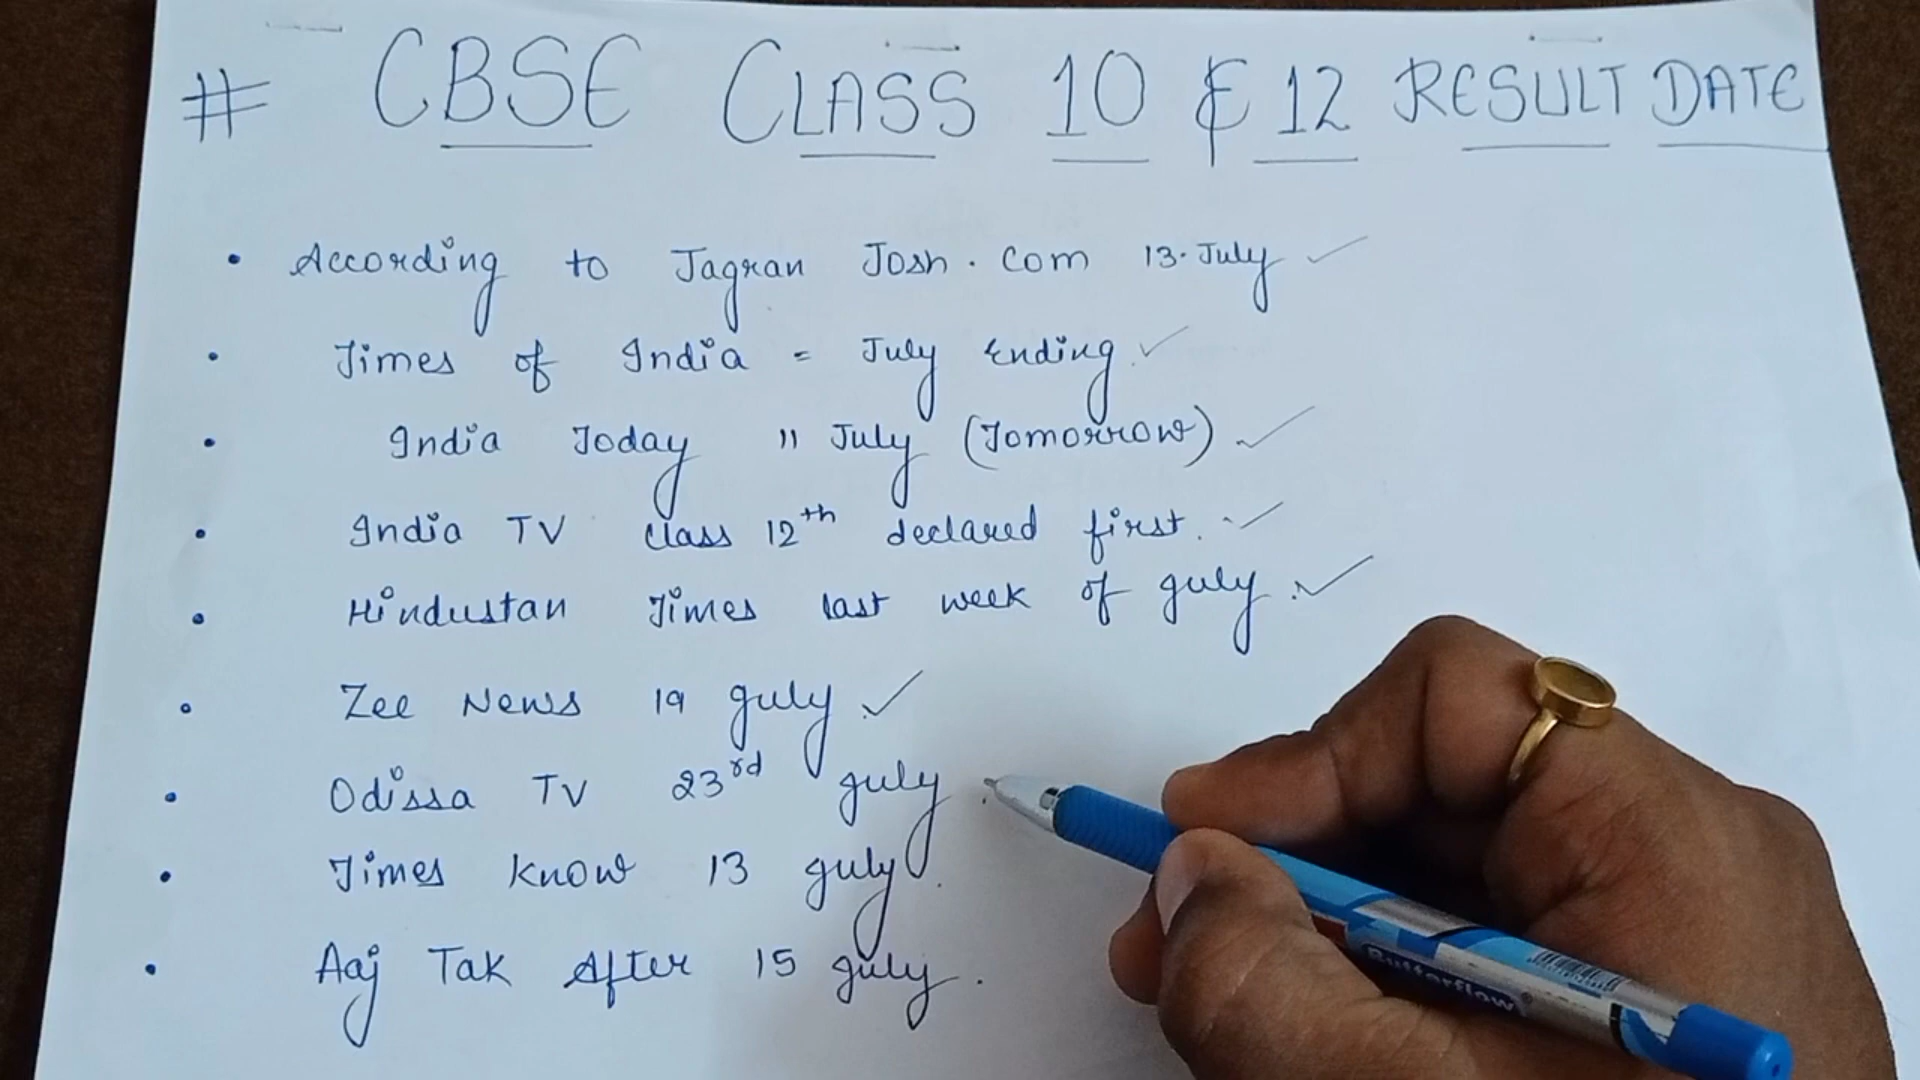 # CBSE CLASS 10 & 12 RESULT DATE
• According to Jagran Josh . Com 13. July ✓
• Times of India = July Ending. ✓
• India Today 11 July (Tomorrow) ✓
• India TV class 12th declared first. ✓
• Hindustan Times last week of july. ✓
• Zee News 19 july ✓
• Odissa TV 23rd july
• Times Know 13 july.
• Aaj Tak After 15 july.
Butterflow